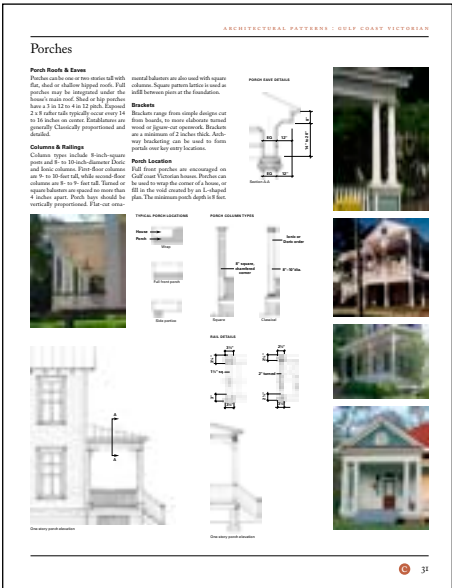 ARCHITECTURAL PATTERNS : GULF COAST VICTORIAN
Porches
Porch Roofs & Eaves
Porches can be one or two stories tall with
flat, shed or shallow hipped roofs. Full
porches may be integrated under the
house's main roof. Shed or hip porches
have a 3 in 12 to 4 in 12 pitch. Exposed
2 x 8 rafter tails typically occur every 14
to 16 inches on center. Entablatures are
generally Classically proportioned and
detailed.
Columns & Railings
Column types include 8-inch-square
posts and 8- to 10-inch-diameter Doric
and Ionic columns. First-floor columns
are 9- to 10-feet tall, while second-floor
columns are 8- to 9- feet tall. Turned or
square balusters are spaced no more than
4 inches apart. Porch bays should be
vertically proportioned. Flat-cut orna-
mental balusters are also used with square
columns. Square pattern lattice is used as
infill between piers at the foundation.
Brackets
Brackets range from simple designs cut
from boards, to more elaborate turned
wood or jigsaw-cut openwork. Brackets
are a minimum of 2 inches thick. Arch-
way bracketing can be used to form
portals over key entry locations.
Porch Location
Full front porches are encouraged on
Gulf coast Victorian houses. Porches can
be used to wrap the corner of a house, or
fill in the void created by an L-shaped
plan. The minimum porch depth is 8 feet.
PORCH EAVE DETAILS
EQ
12"
EQ
12"
Section A-A
TYPICAL PORCH LOCATIONS
House
Porch
Wrap
Full front porch
Side portico
PORCH COLUMN TYPES
8" square,
chamfered
corner
Ionic or
Doric order
8"-10"dia.
Square
Classical
RAIL DETAILS
2" turned
A
A
One-story porch elevation
One-story porch elevation
C
31